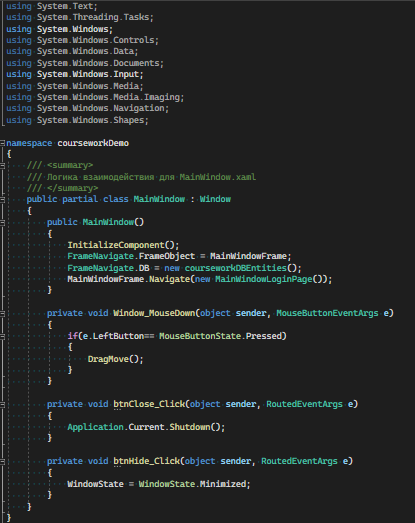 using System.Text;
using System.Threading.Tasks;
using System.Windows;
using System.Windows.Controls;
using System.Windows.Data;
using System.Windows.Documents;
using System.Windows.Input;
using System.Windows.Media;
using System.Windows.Media.Imaging;
using System.Windows.Navigation;
using System.Windows.Shapes;
namespace courseworkDemo
{
/// <summary>
/// Логика взаимодействия для MainWindow.xaml
/// </summary>
public partial class MainWindow : Window
{
public MainWindow()
{
InitializeComponent();
FrameNavigate.FrameObject = MainWindowFrame;
FrameNavigate.DB = new courseworkDBEntities();
MainWindowFrame.Navigate(new MainWindowLoginPage());
}
private void Window_MouseDown(object sender, MouseButtonEventArgs e)
{
if(e.LeftButton== MouseButtonState.Pressed)
{
DragMove();
}
}
private void btnClose_Click(object sender, RoutedEventArgs e)
{
Application.Current.Shutdown();
}
private void btnHide_Click(object sender, RoutedEventArgs e)
{
WindowState = WindowState.Minimized;
}
}
}